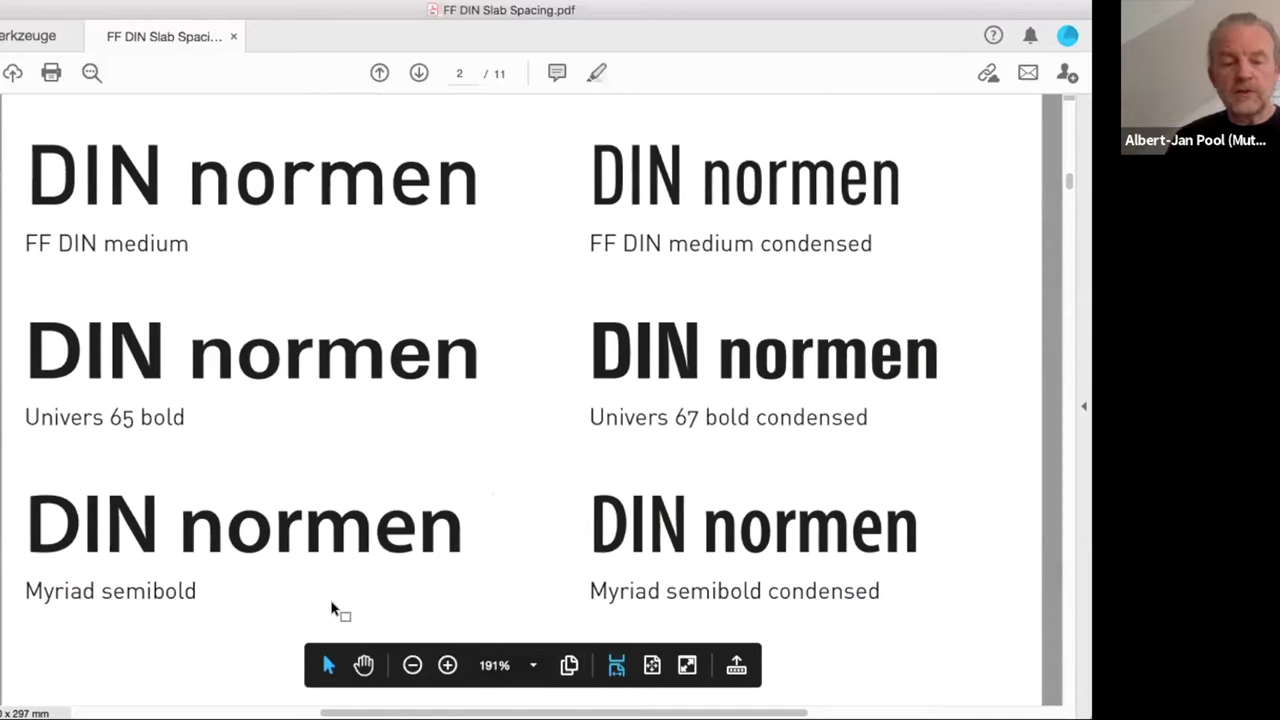 FF DIN Slab Spacing.pdf
erkzeuge
FF DIN Slab Spaci... ×
2 / 11
DIN normen
FF DIN medium
DIN normen
FF DIN medium condensed
DIN normen
Univers 65 bold
DIN normen
Univers 67 bold condensed
DIN normen
Myriad semibold
DIN normen
Myriad semibold condensed
191%
x 297 mm
Albert-Jan Pool (Mut...